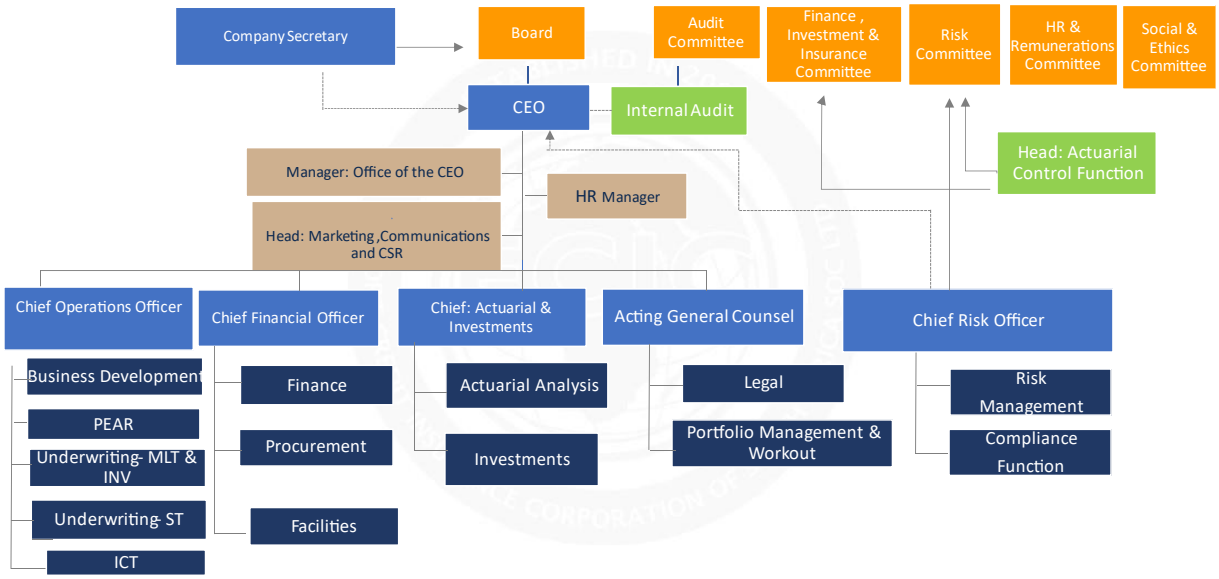 Company Secretary
Board
Audit
Committee
Finance ,
Investment &
Insurance
Committee
Risk
Committee
HR &
Remunerations
Committee
Social &
Ethics
Committee
CEO
Internal Audit
Head: Actuarial
Control Function
Manager: Office of the CEO
HR Manager
Head: Marketing ,Communications
and CSR
Chief Operations Officer
Chief Financial Officer
Chief: Actuarial &
Investments
Acting General Counsel
Chief Risk Officer
Business Development
PEAR
Underwriting- MLT &
INV
Underwriting- ST
ICT
Finance
Procurement
Facilities
Actuarial Analysis
Investments
Legal
Portfolio Management &
Workout
Risk
Management
Compliance
Function